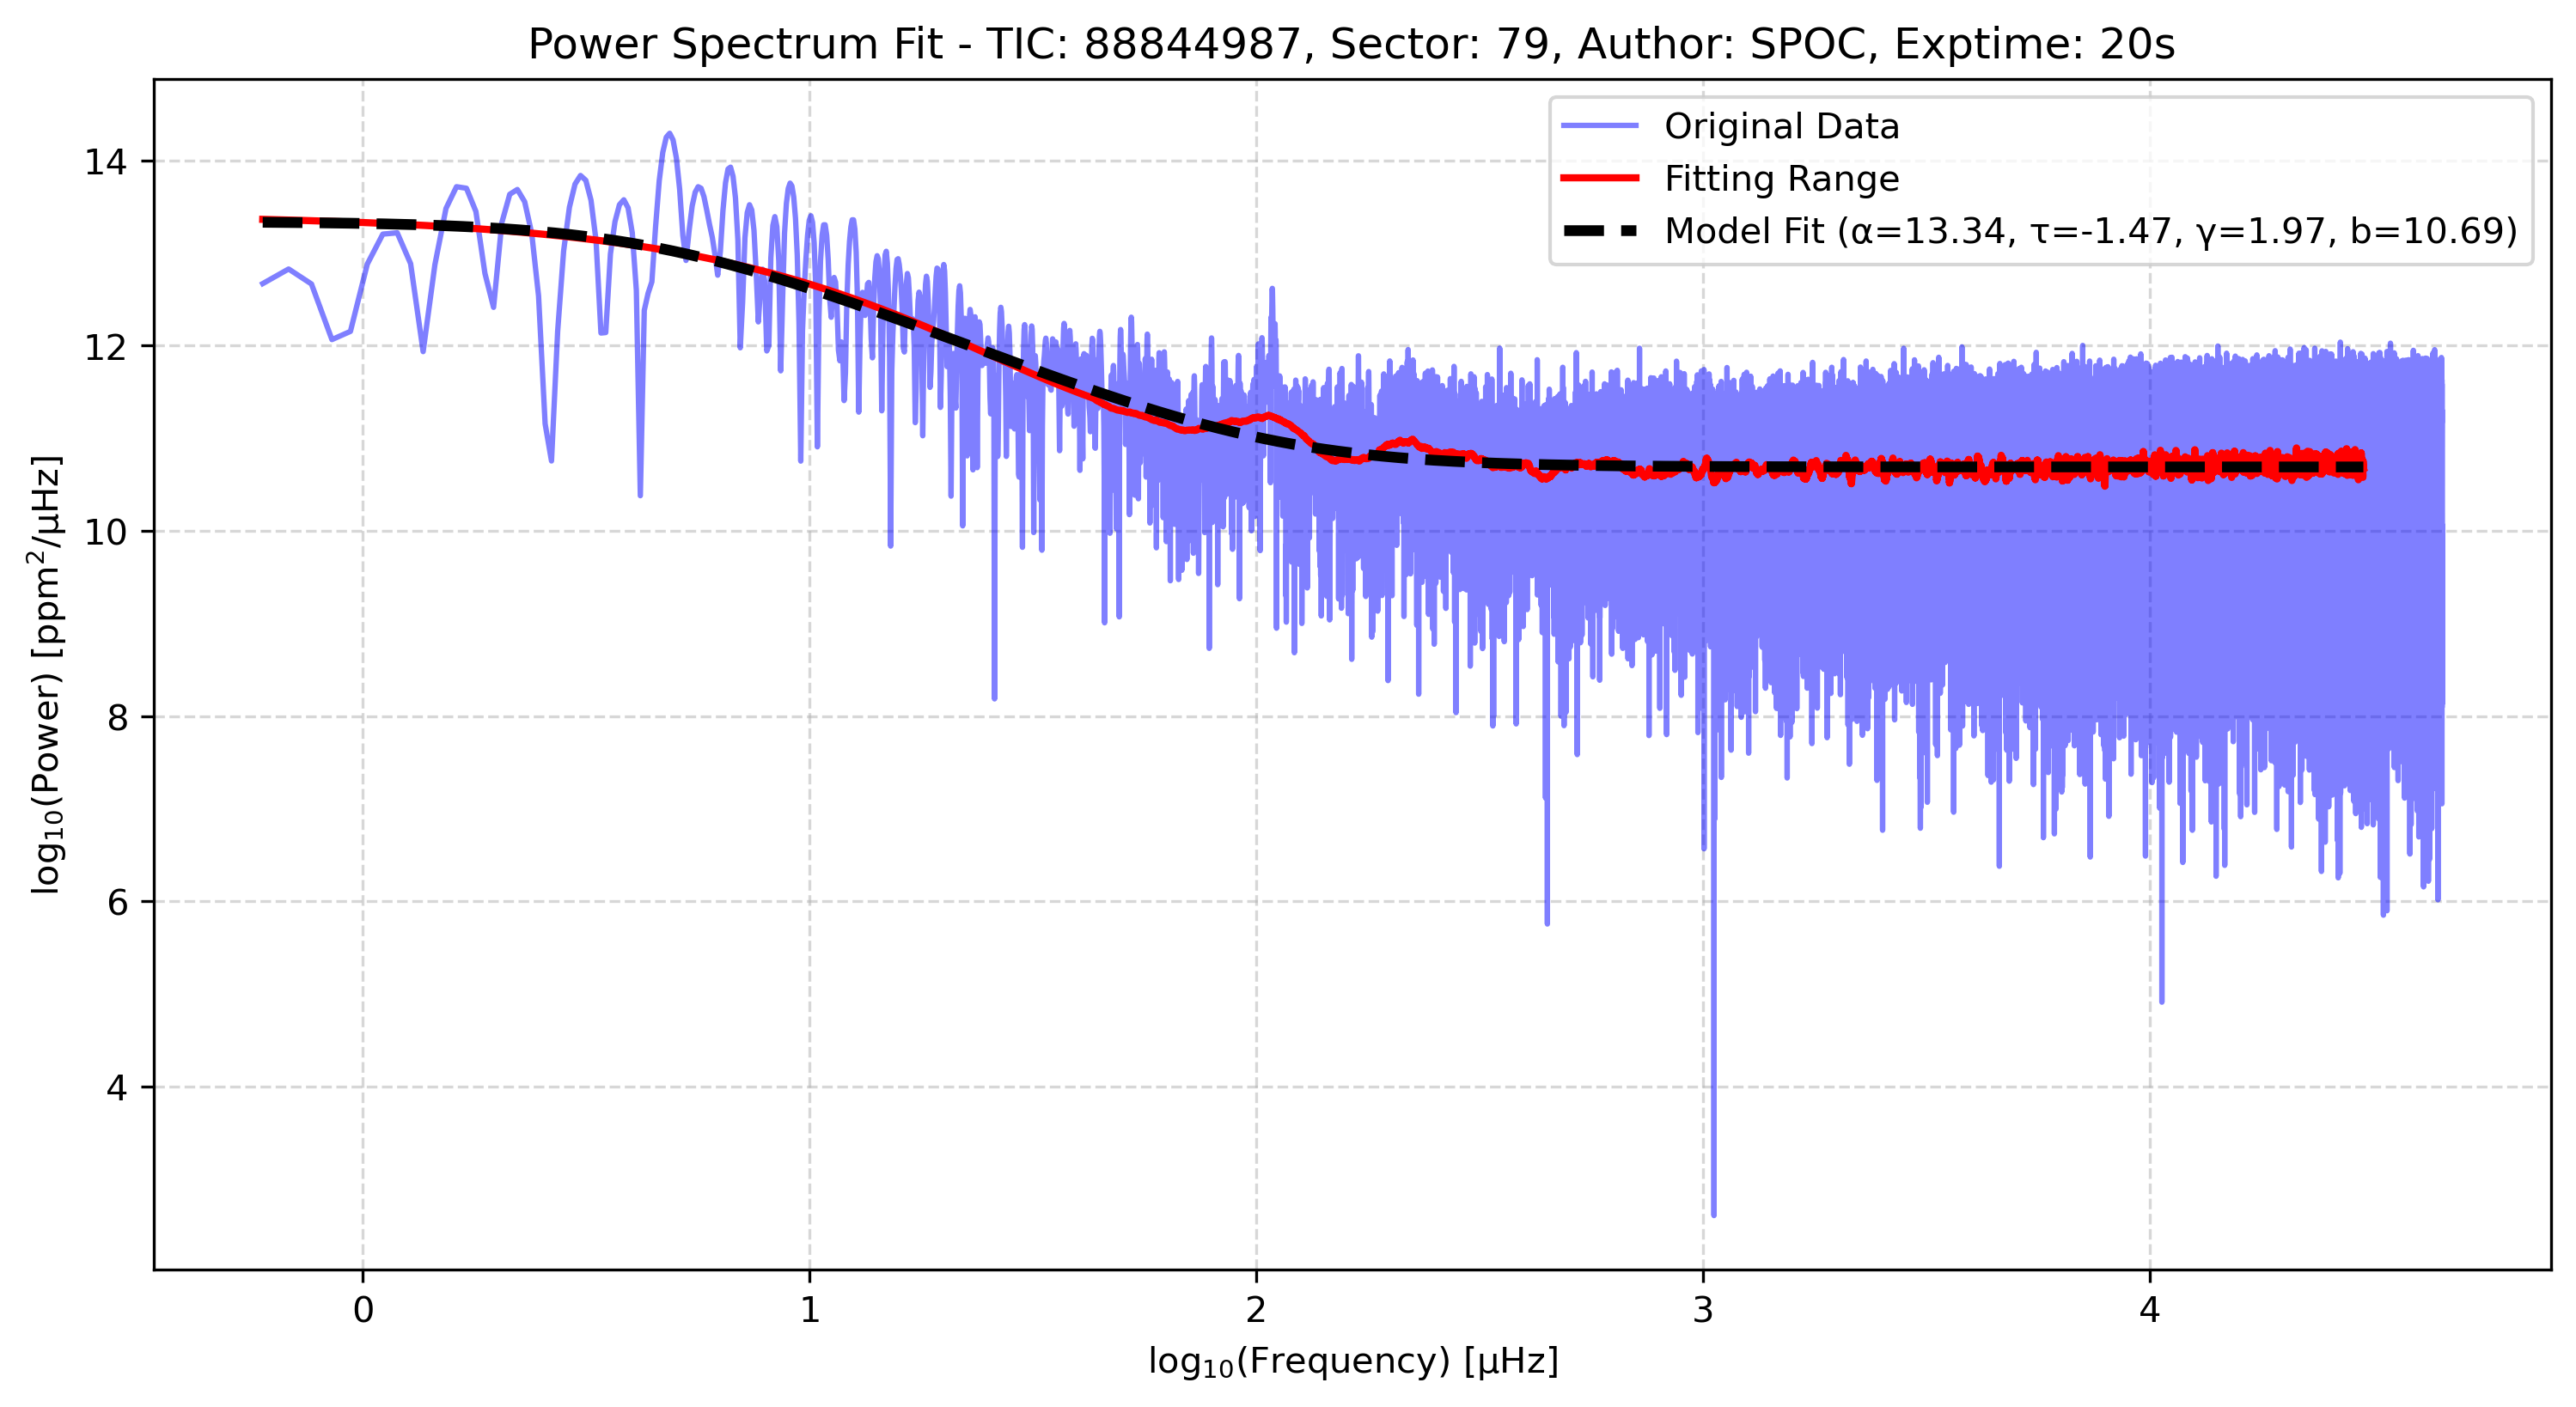 Power Spectrum Fit - TIC: 88844987, Sector: 79, Author: SPOC, Exptime: 20s
Original Data
Fitting Range
Model Fit (α=13.34, τ=-1.47, γ=1.97, b=10.69)
log₁₀(Power) [ppm²/μHz]
14
12
10
8
6
4
0 1 2 3 4
log₁₀(Frequency) [μHz]